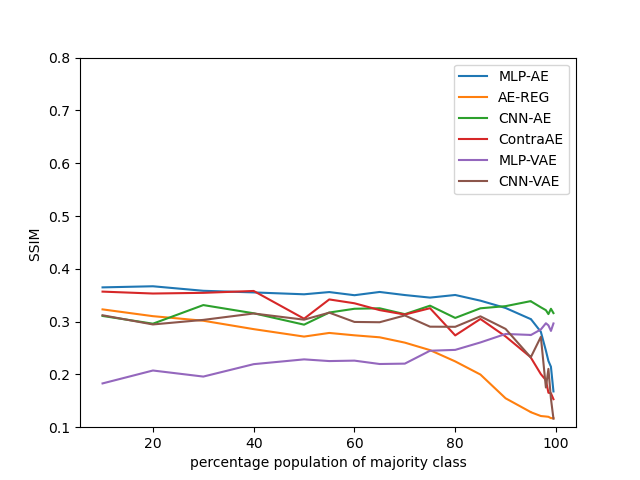 0.8
0.7
0.6
0.5
0.4
0.3
0.2
0.1
SSIM
MLP-AE
AE-REG
CNN-AE
ContraAE
MLP-VAE
CNN-VAE
20 40 60 80 100
percentage population of majority class